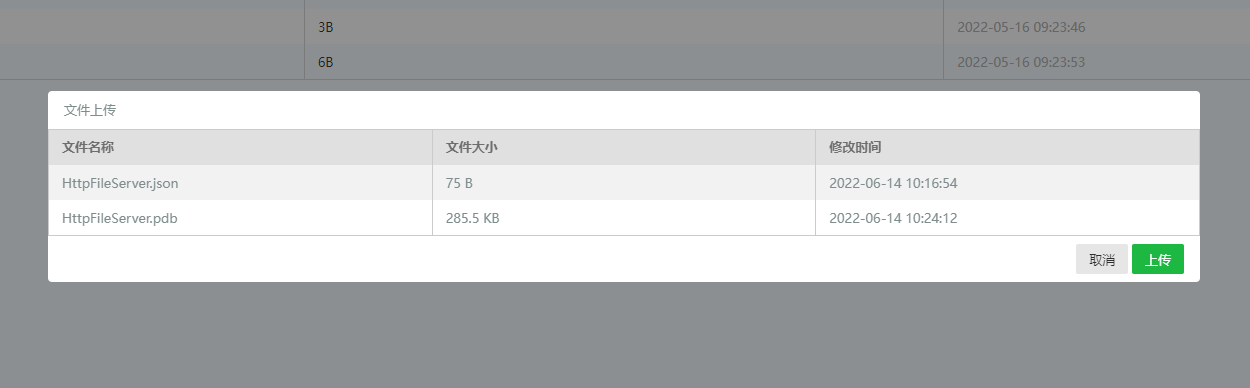 3B 2022-05-16 09:23:46
6B 2022-05-16 09:23:53
文件上传
文件名称 文件大小 修改时间
HttpFileServer.json 75 B 2022-06-14 10:16:54
HttpFileServer.pdb 285.5 KB 2022-06-14 10:24:12
取消 上传